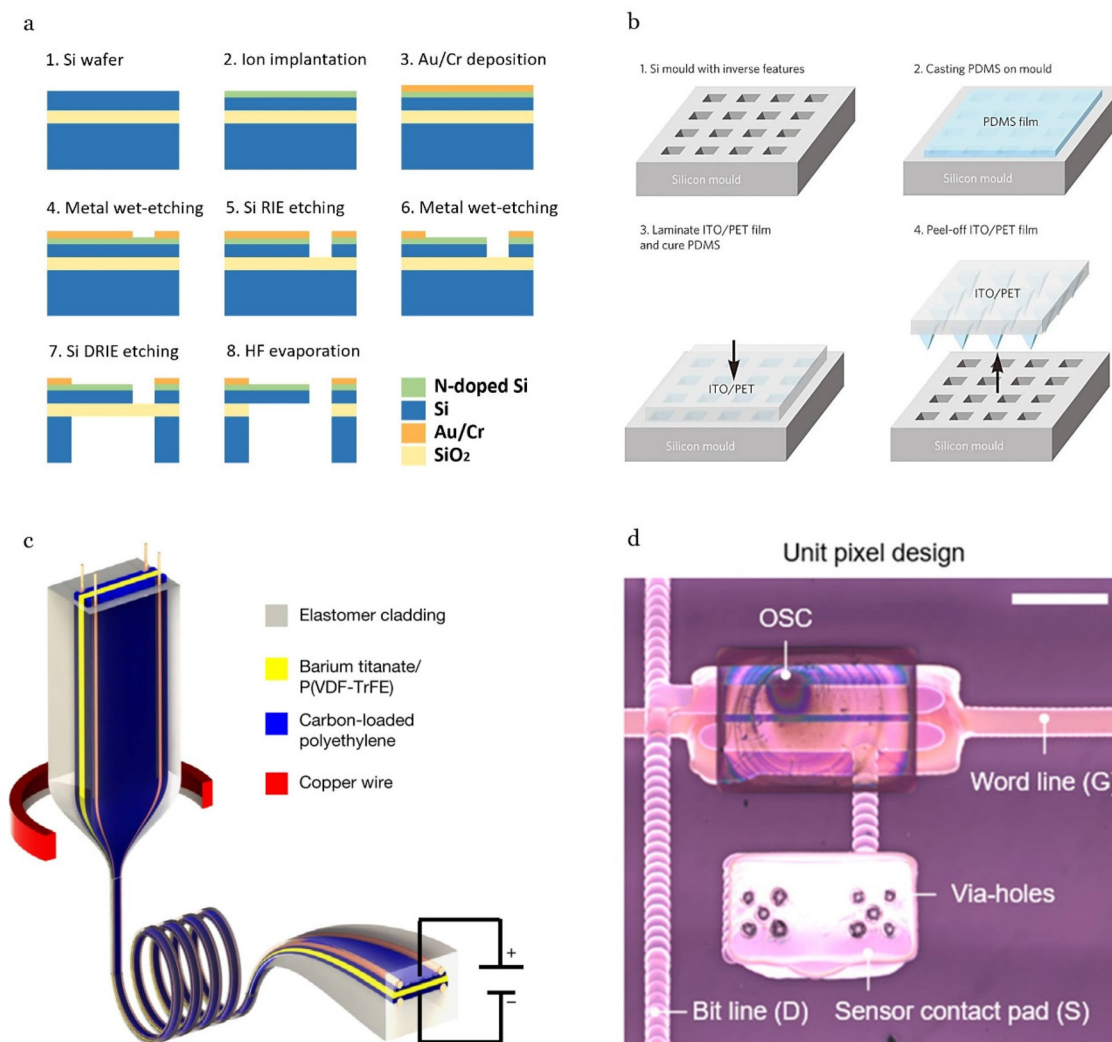 a
1. Si wafer
2. Ion implantation
3. Au/Cr deposition
4. Metal wet-etching
5. Si RIE etching
6. Metal wet-etching
7. Si DRIE etching
8. HF evaporation
N-doped Si
Si
Au/Cr
SiO₂
b
1. Si mould with inverse features
Silicon mould
2. Casting PDMS on mould
PDMS film
Silicon mould
3. Laminate ITO/PET film
and cure PDMS
ITO/PET
Silicon mould
4. Peel-off ITO/PET film
ITO/PET
Silicon mould
c
Elastomer cladding
Barium titanate/
P(VDF-TrFE)
Carbon-loaded
polyethylene
Copper wire
+
−
d
Unit pixel design
OSC
Word line (G)
Via-holes
Bit line (D)
Sensor contact pad (S)